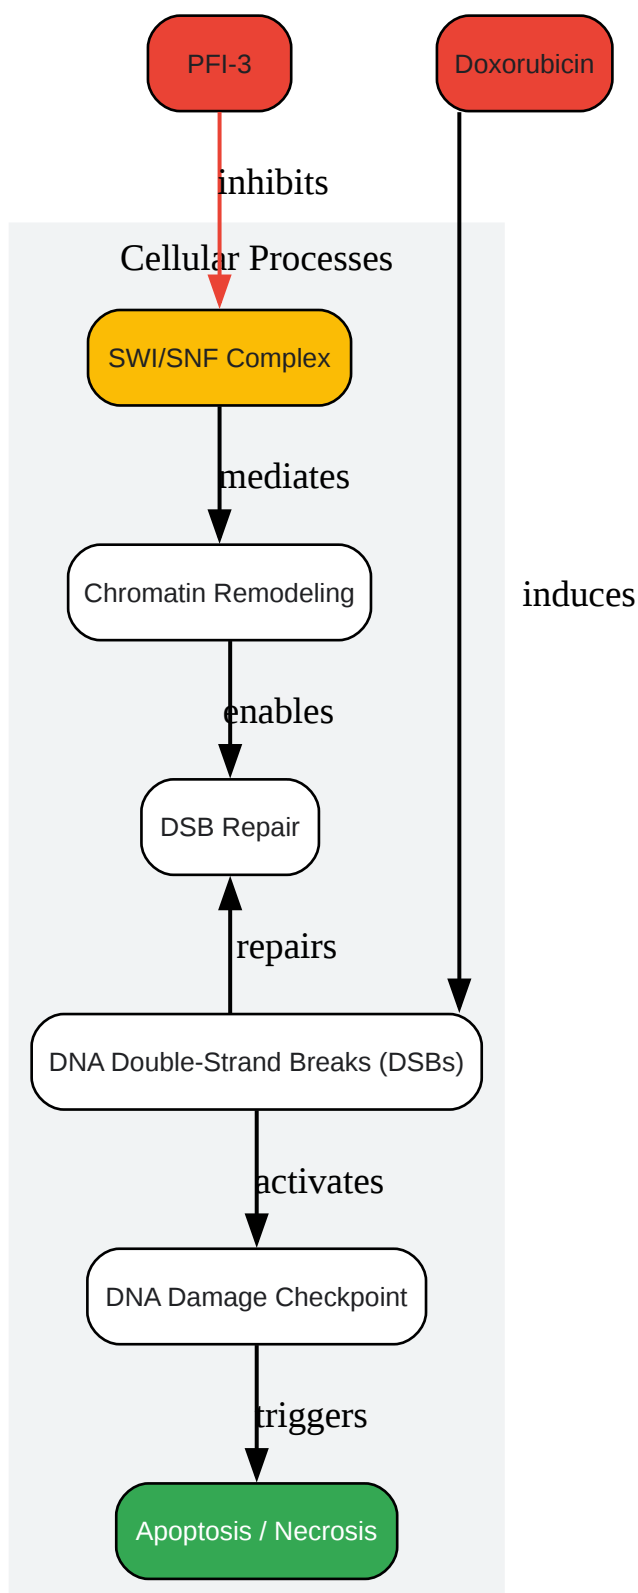 PFI-3
Doxorubicin
inhibits
Cellular Processes
SWI/SNF Complex
mediates
Chromatin Remodeling
induces
enables
DSB Repair
repairs
DNA Double-Strand Breaks (DSBs)
activates
DNA Damage Checkpoint
triggers
Apoptosis / Necrosis